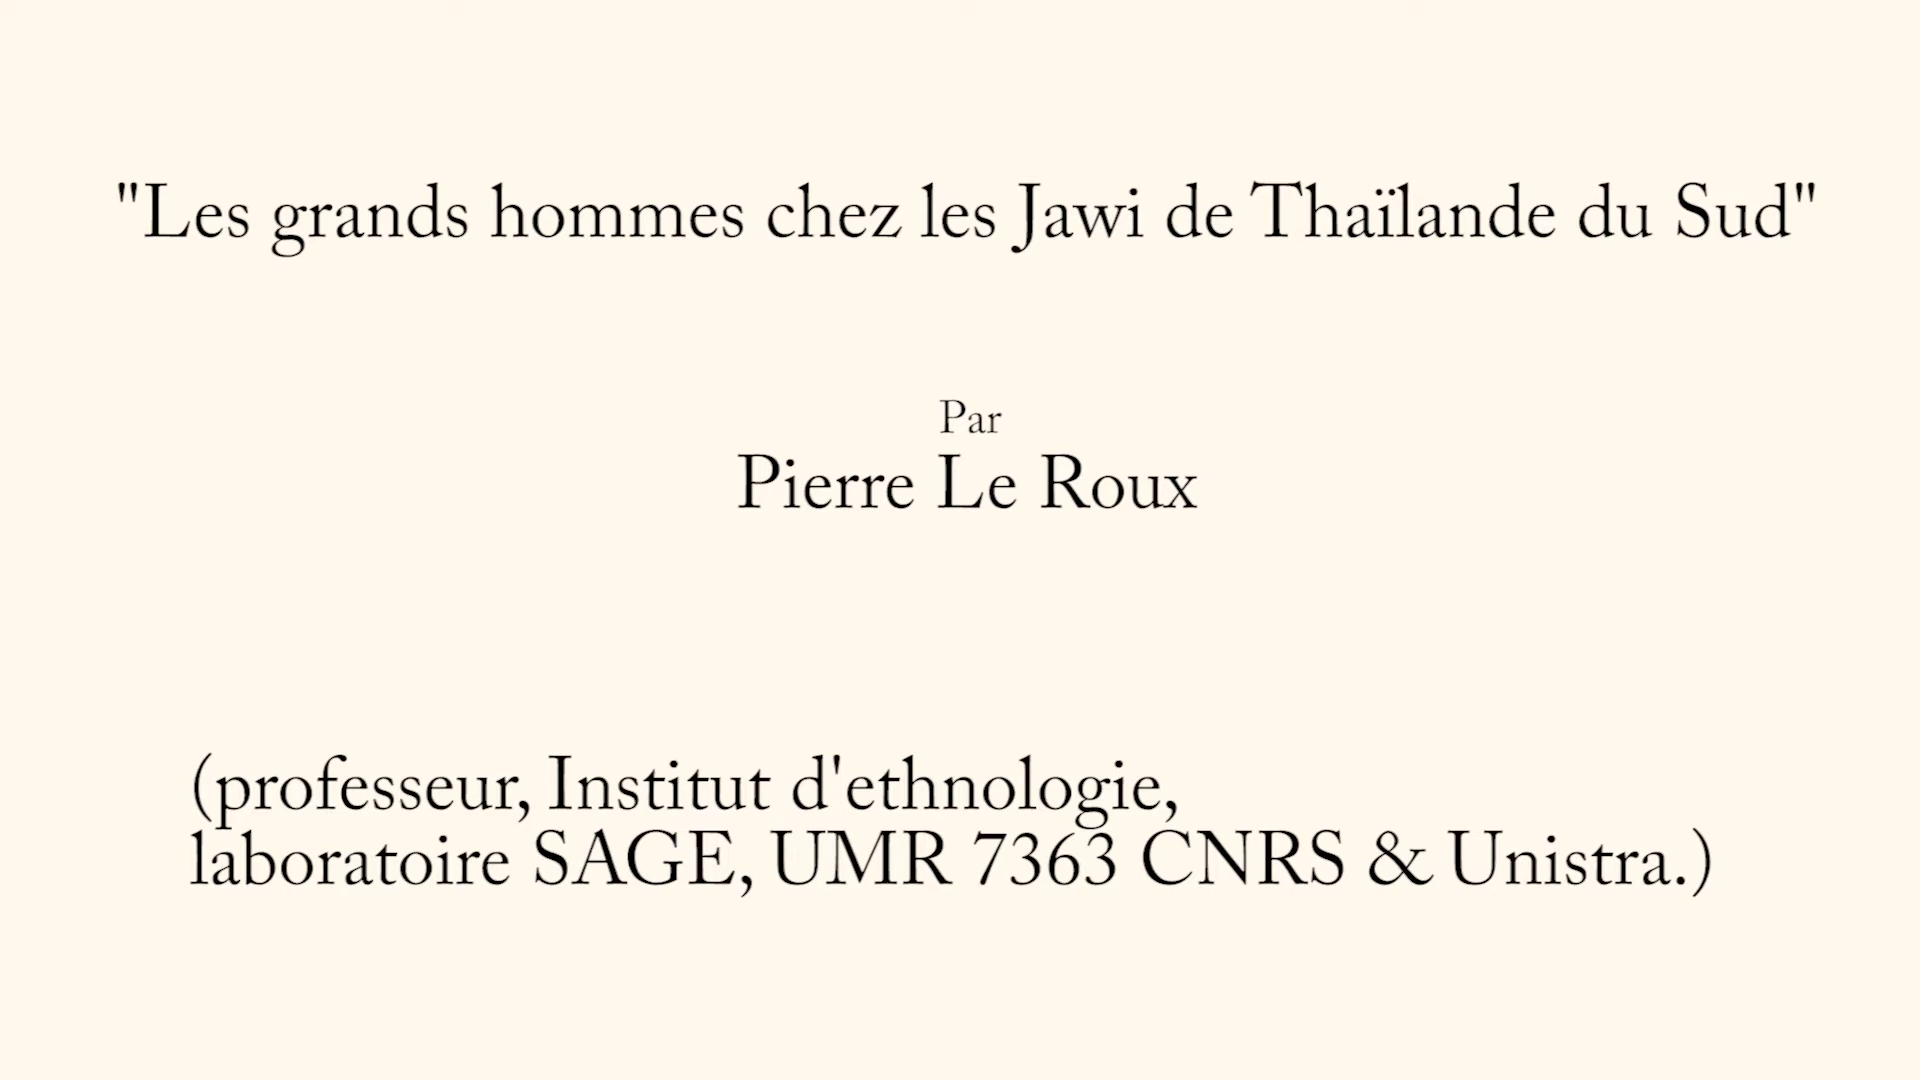 "Les grands hommes chez les Jawi de Thaïlande du Sud"
Par
Pierre Le Roux
(professeur, Institut d'ethnologie,
laboratoire SAGE, UMR 7363 CNRS & Unistra.)